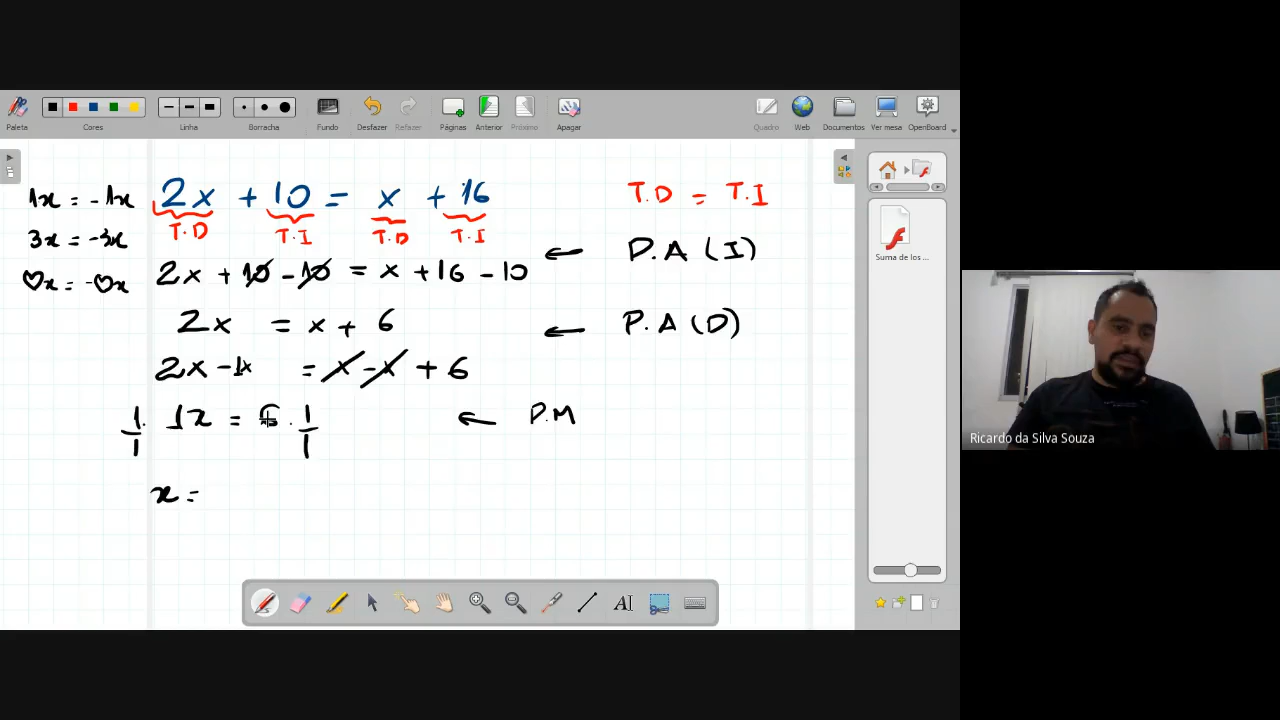 Paleta Cores Linha Borracha Fundo Desfazer Refazer Páginas Anterior Próximo Apagar Quadro Web Documentos Ver mesa OpenBoard
1x = -1x
3x = -3x
♡x = -♡x
2x + 10 = x + 16
T.D T.I T.D T.I
2x + 10 - 10 = x + 16 - 10
2x = x + 6
2x - 1x = x - x + 6
1/1 . 1x = 6 . 1/1
x =
T.D = T.I
← P.A (I)
← P.A (D)
← P.M
Suma de los ...
AI
Ricardo da Silva Souza